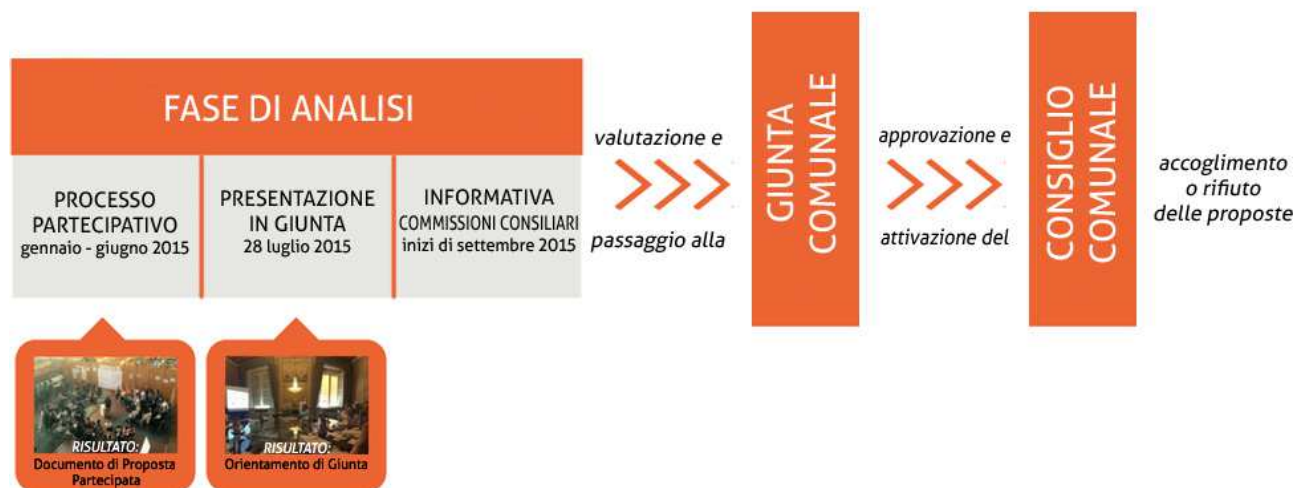 FASE DI ANALISI
PROCESSO
PARTECIPATIVO
gennaio - giugno 2015
PRESENTAZIONE
IN GIUNTA
28 luglio 2015
INFORMATIVA
COMMISSIONI CONSILIARI
inizi di settembre 2015
RISULTATO:
Documento di Proposta
Partecipata
RISULTATO:
Orientamento di Giunta
valutazione e
passaggio alla
GIUNTA
COMUNALE
approvazione e
attivazione del
CONSIGLIO
COMUNALE
accoglimento
o rifiuto
delle proposte